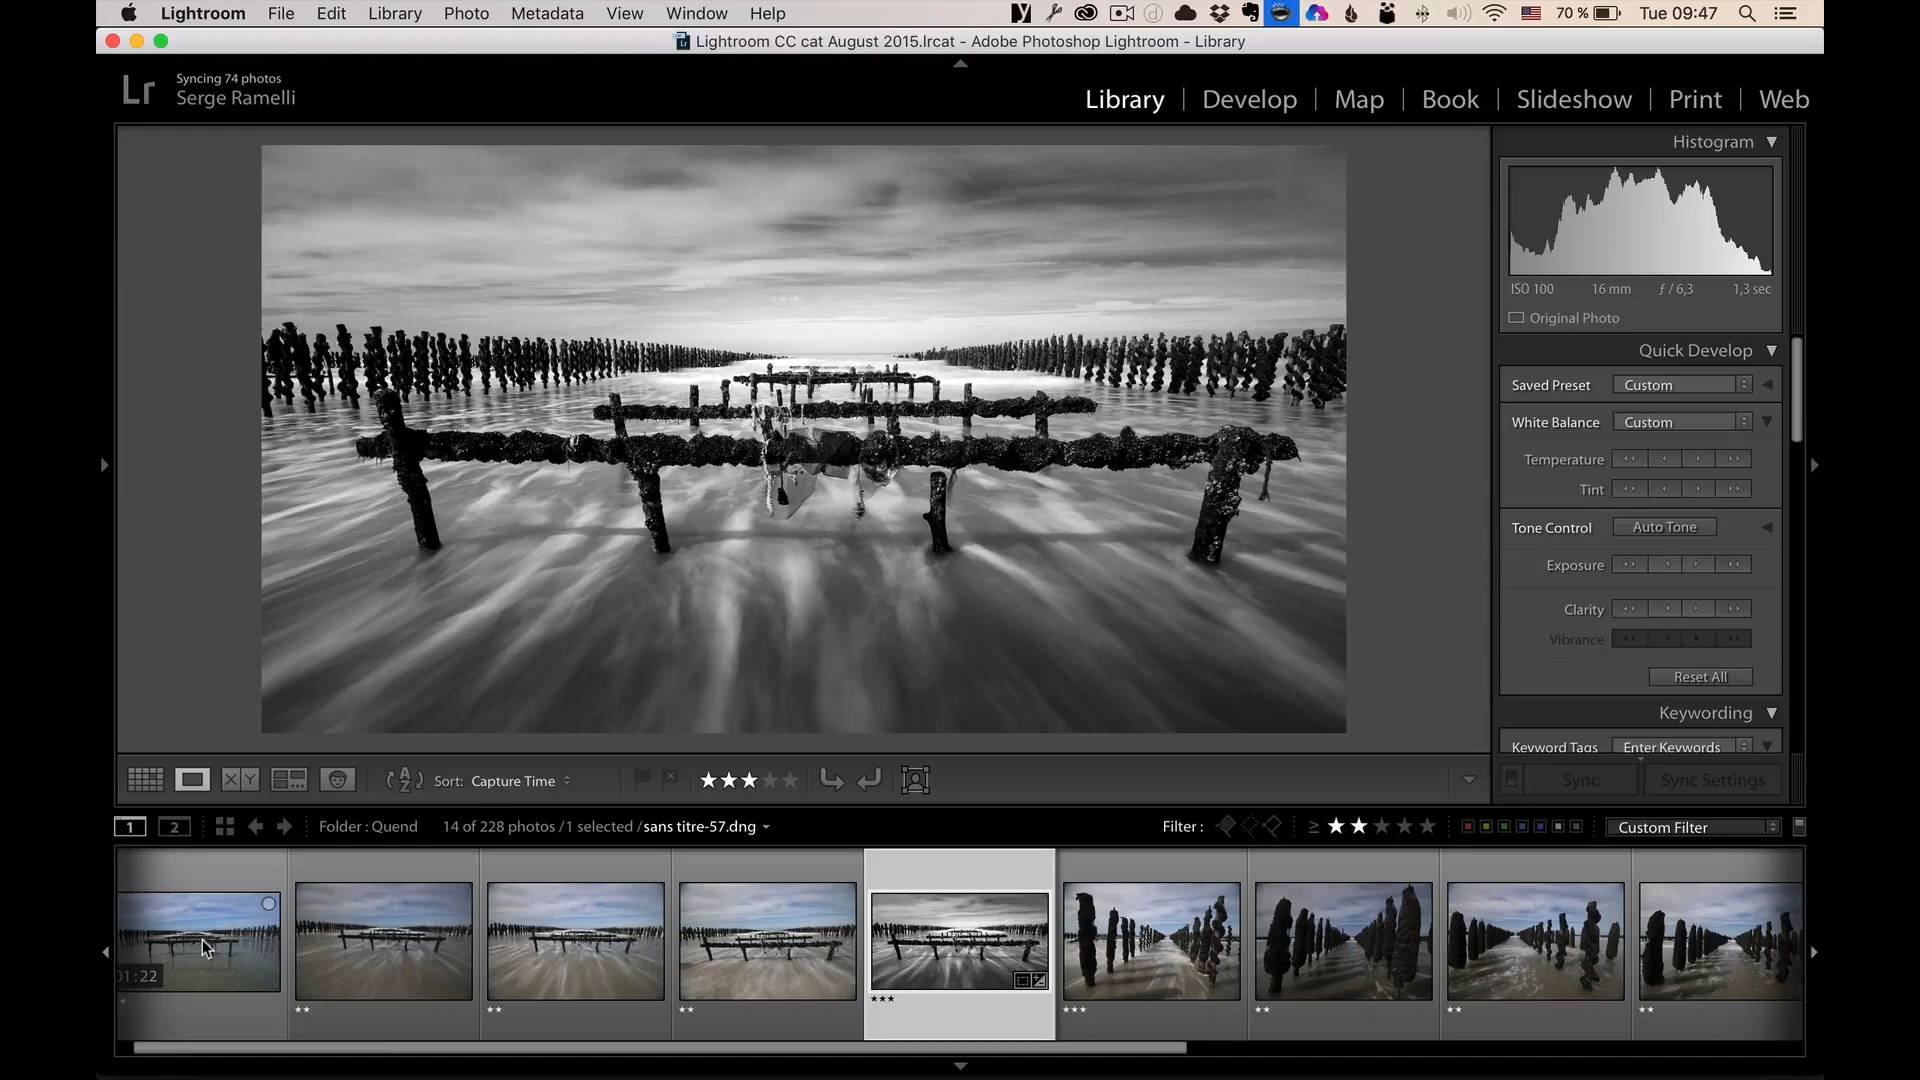 Lightroom File Edit Library Photo Metadata View Window Help 70 % Tue 09:47
Lightroom CC cat August 2015.lrcat - Adobe Photoshop Lightroom - Library
Lr Syncing 74 photos
Serge Ramelli
Library | Develop | Map | Book | Slideshow | Print | Web
Histogram
ISO 100 16 mm ƒ / 6,3 1,3 sec
Original Photo
Quick Develop
Saved Preset Custom
White Balance Custom
Temperature
Tint
Tone Control Auto Tone
Exposure
Clarity
Vibrance
Reset All
Keywording
Keyword Tags Enter Keywords
XY Sort: Capture Time
Sync Sync Settings
1 2 Folder : Quend 14 of 228 photos / 1 selected / sans titre-57.dng Filter : ≥ Custom Filter
01:22